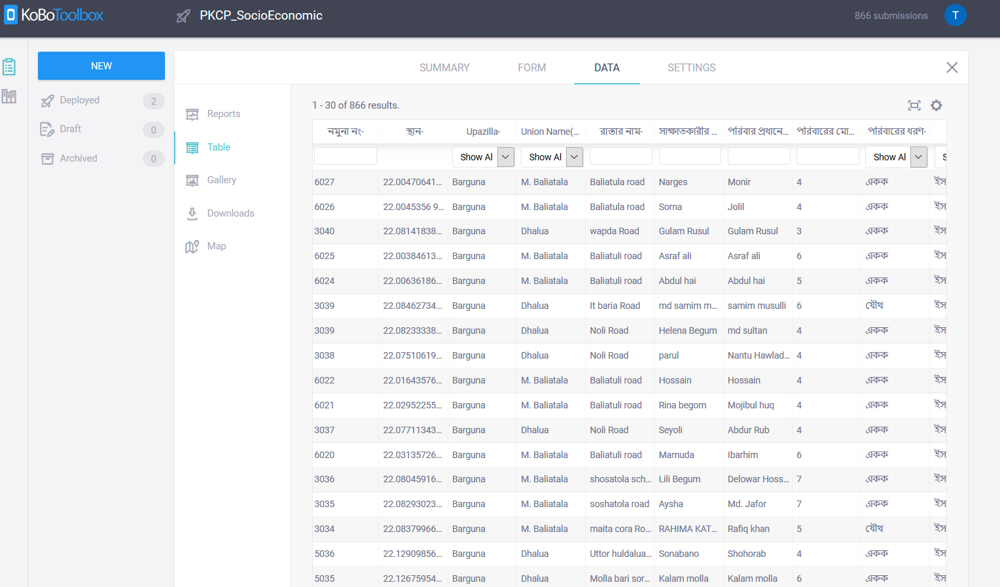 KoBoToolbox PKCP_SocioEconomic 866 submissions T
NEW
SUMMARY FORM DATA SETTINGS
Deployed 2
Draft 0
Archived 0
Reports
Table
Gallery
Downloads
Map
1 - 30 of 866 results.
নমুনা নং- স্থান- Upazilla- Union Name(... রাস্তার নাম- সাক্ষাতকারীর ... পরিবার প্রধানে... পরিবারের মো... পরিবারের ধরণ-
Show Al Show Al Show Al S
6027 22.00470641... Barguna M. Baliatala Baliatula road Narges Monir 4 একক ইস
6026 22.0045356 9... Barguna M. Baliatala Baliatula road Sorna Jolil 4 একক ইস
3040 22.08141838... Barguna Dhalua wapda Road Gulam Rusul Gulam Rusul 3 একক ইস
6025 22.00384613... Barguna M. Baliatala Baliatuli road Asraf ali Asraf ali 6 একক ইস
6024 22.00636186... Barguna M. Baliatala Baliatuli road Abdul hai Abdul hai 5 একক ইস
3039 22.08462734... Barguna Dhalua It baria Road md samim m... samim musulli 6 যৌথ ইস
3039 22.08233338... Barguna Dhalua Noli Road Helena Begum md sultan 4 একক ইস
3038 22.07510619... Barguna Dhalua Noli Road parul Nantu Hawlad... 4 একক ইস
6022 22.01643576... Barguna M. Baliatala Baliatuli road Hossain Hossain 4 একক ইস
6021 22.02952255... Barguna M. Baliatala Baliatuli road Rina begom Mojibul huq 4 একক ইস
3037 22.07711343... Barguna Dhalua Noli Road Seyoli Abdur Rub 4 একক ইস
6020 22.03135726... Barguna M. Baliatala Baliatuli road Mamuda Ibarhim 6 একক ইস
3036 22.08045916... Barguna M. Baliatala shosatola sch... Lili Begum Delowar Hoss... 7 একক ইস
3035 22.08293023... Barguna M. Baliatala soshatola road Aysha Md. Jafor 7 একক ইস
3034 22.08379966... Barguna M. Baliatala maita cora Ro... RAHIMA KAT... Rafiq khan 5 যৌথ ইস
5036 22.12909856... Barguna Dhalua Uttor huldalua... Sonabano Shohorab 4 একক ইস
5035 22.12675954... Barguna Dhalua Molla bari sor... Kalam molla Kalam molla 6 একক ইস